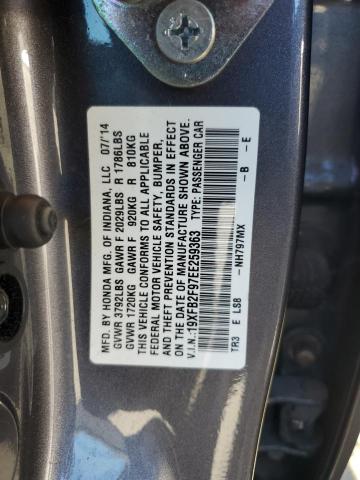 MFD. BY HONDA MFG. OF INDIANA, LLC 07/14
GVWR 3792LBS GAWR F 2029LBS R 1786LBS
GVWR 1720KG GAWR F 920KG R 810KG
THIS VEHICLE CONFORMS TO ALL APPLICABLE
FEDERAL MOTOR VEHICLE SAFETY, BUMPER,
AND THEFT PREVENTION STANDARDS IN EFFECT
ON THE DATE OF MANUFACTURE SHOWN ABOVE.
V.I.N.:19XFB2F97EE259363 TYPE: PASSENGER CAR
TR3 E LS8 -NH797MX -B -E